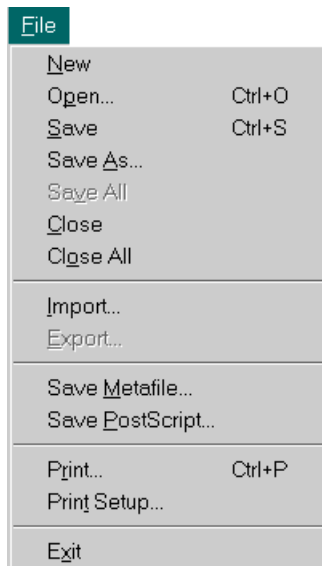 File
New
Open... Ctrl+O
Save Ctrl+S
Save As...
Save All
Close
Close All
Import...
Export...
Save Metafile...
Save PostScript...
Print... Ctrl+P
Print Setup...
Exit